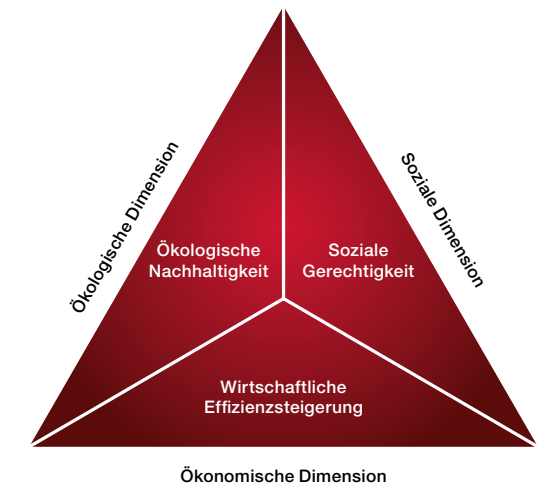 Ökologische Dimension
Soziale Dimension
Ökologische
Nachhaltigkeit
Soziale
Gerechtigkeit
Wirtschaftliche
Effizienzsteigerung
Ökonomische Dimension